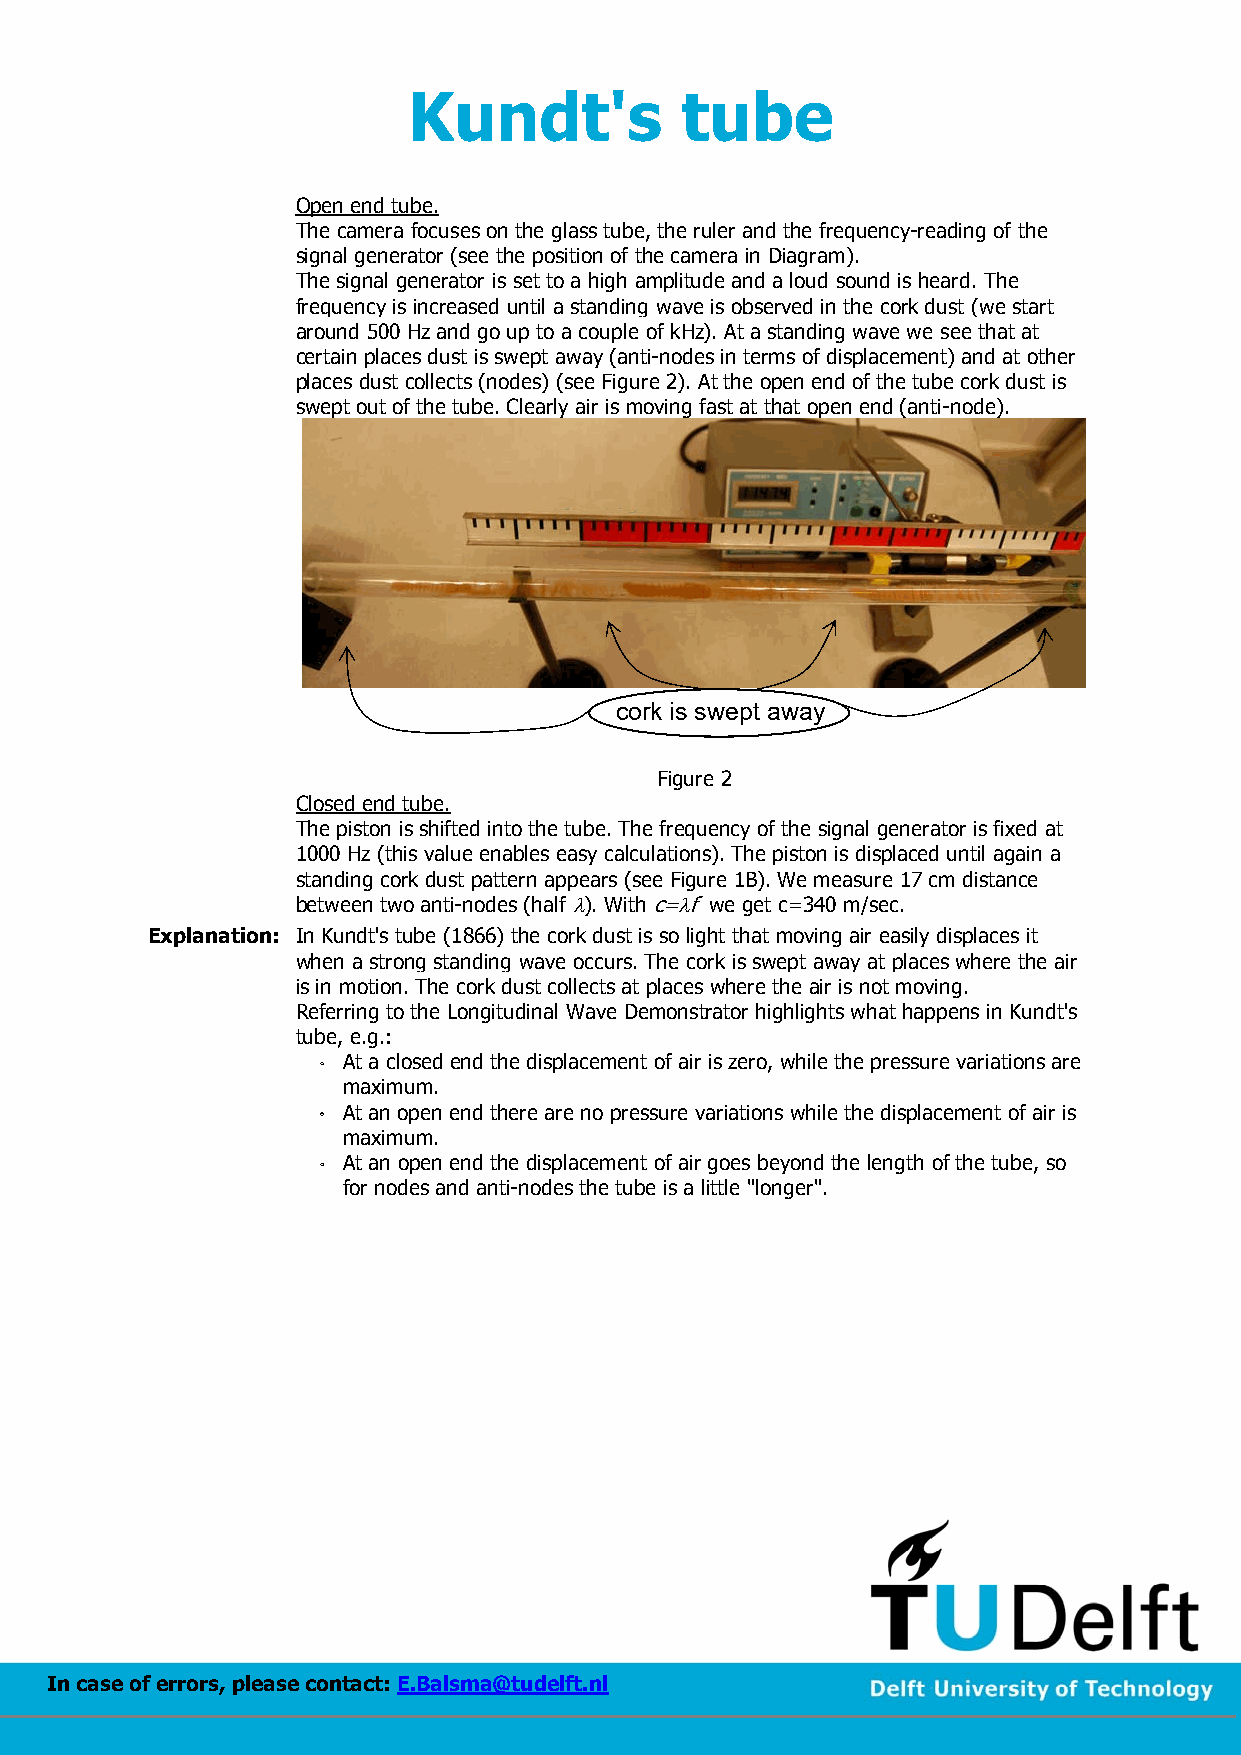 Kundt's tube
Open end tube.
The camera focuses on the glass tube, the ruler and the frequency-reading of the
signal generator (see the position of the camera in Diagram).
The signal generator is set to a high amplitude and a loud sound is heard. The
frequency is increased until a standing wave is observed in the cork dust (we start
around 500 Hz and go up to a couple of kHz). At a standing wave we see that at
certain places dust is swept away (anti-nodes in terms of displacement) and at other
places dust collects (nodes) (see Figure 2). At the open end of the tube cork dust is
swept out of the tube. Clearly air is moving fast at that open end (anti-node).
cork is swept away
Figure 2
Closed end tube.
The piston is shifted into the tube. The frequency of the signal generator is fixed at
1000 Hz (this value enables easy calculations). The piston is displaced until again a
standing cork dust pattern appears (see Figure 1B). We measure 17 cm distance
between two anti-nodes (half λ). With c=λf we get c=340 m/sec.
Explanation: In Kundt's tube (1866) the cork dust is so light that moving air easily displaces it
when a strong standing wave occurs. The cork is swept away at places where the air
is in motion. The cork dust collects at places where the air is not moving.
Referring to the Longitudinal Wave Demonstrator highlights what happens in Kundt's
tube, e.g.:
◦ At a closed end the displacement of air is zero, while the pressure variations are
maximum.
◦ At an open end there are no pressure variations while the displacement of air is
maximum.
◦ At an open end the displacement of air goes beyond the length of the tube, so
for nodes and anti-nodes the tube is a little "longer".
TUDelft
In case of errors, please contact: E.Balsma@tudelft.nl
Delft University of Technology